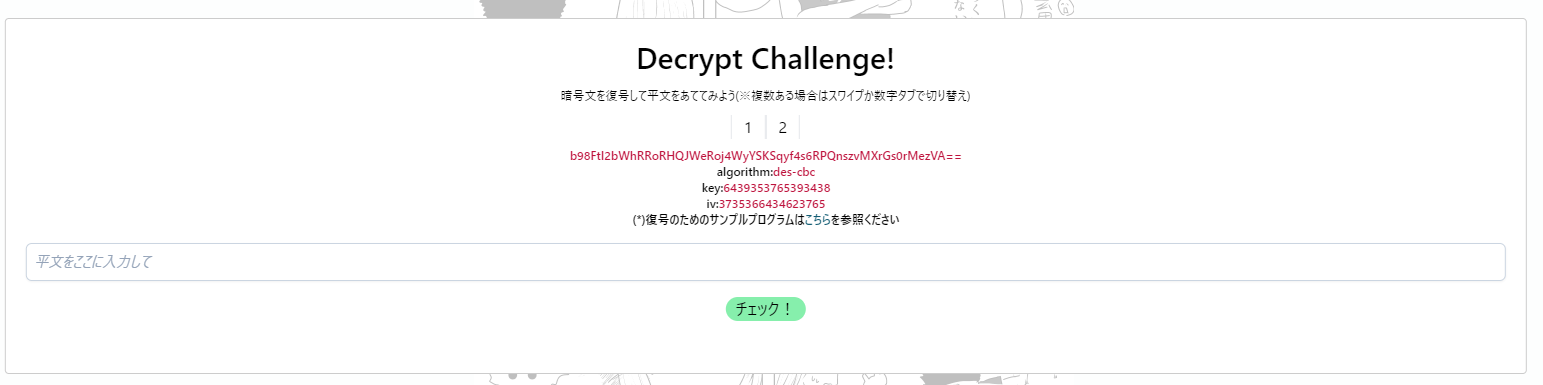 く
な
い
Decrypt Challenge!
暗号文を復号して平文をあててみよう(※複数ある場合はスワイプか数字タブで切り替え)
1 2
b98FtI2bWhRRoRHQJWeRoj4WyYSKSqyf4s6RPQnszvMXrGs0rMezVA==
algorithm:des-cbc
key:6439353765393438
iv:3735366434623765
(*)復号のためのサンプルプログラムはこちらを参照ください
平文をここに入力して
チェック！